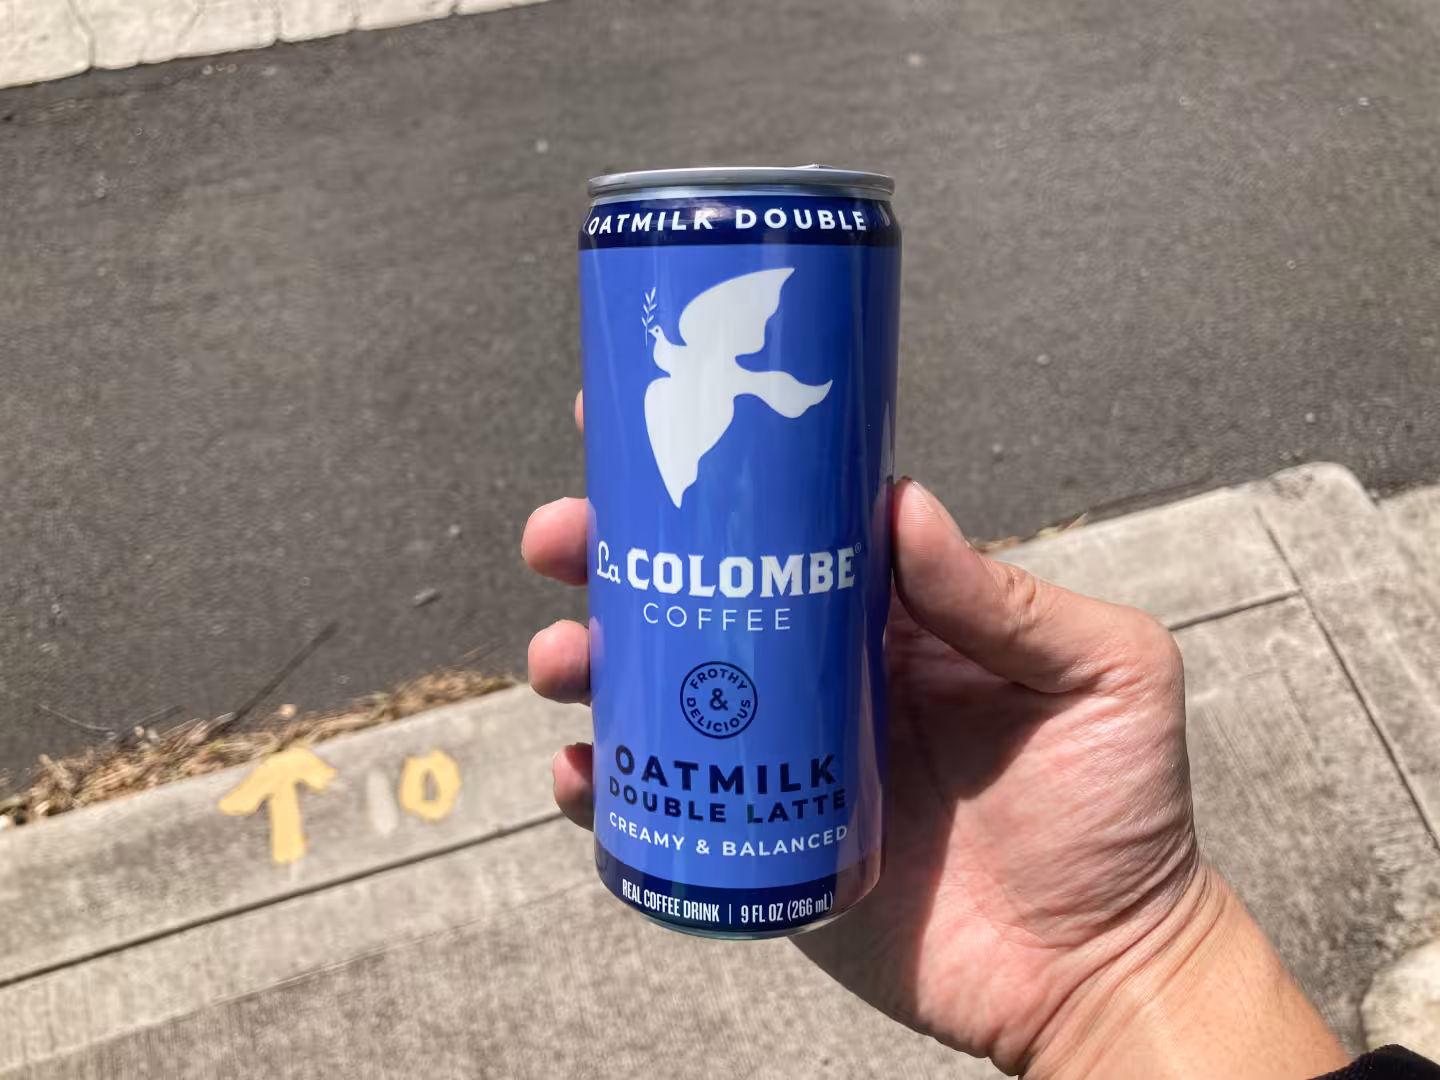 OATMILK DOUBLE
La COLOMBE®
COFFEE
FROTHY
&
DELICIOUS
OATMILK
DOUBLE LATTE
CREAMY & BALANCED
REAL COFFEE DRINK | 9 FL OZ (266 mL)
↑ 10